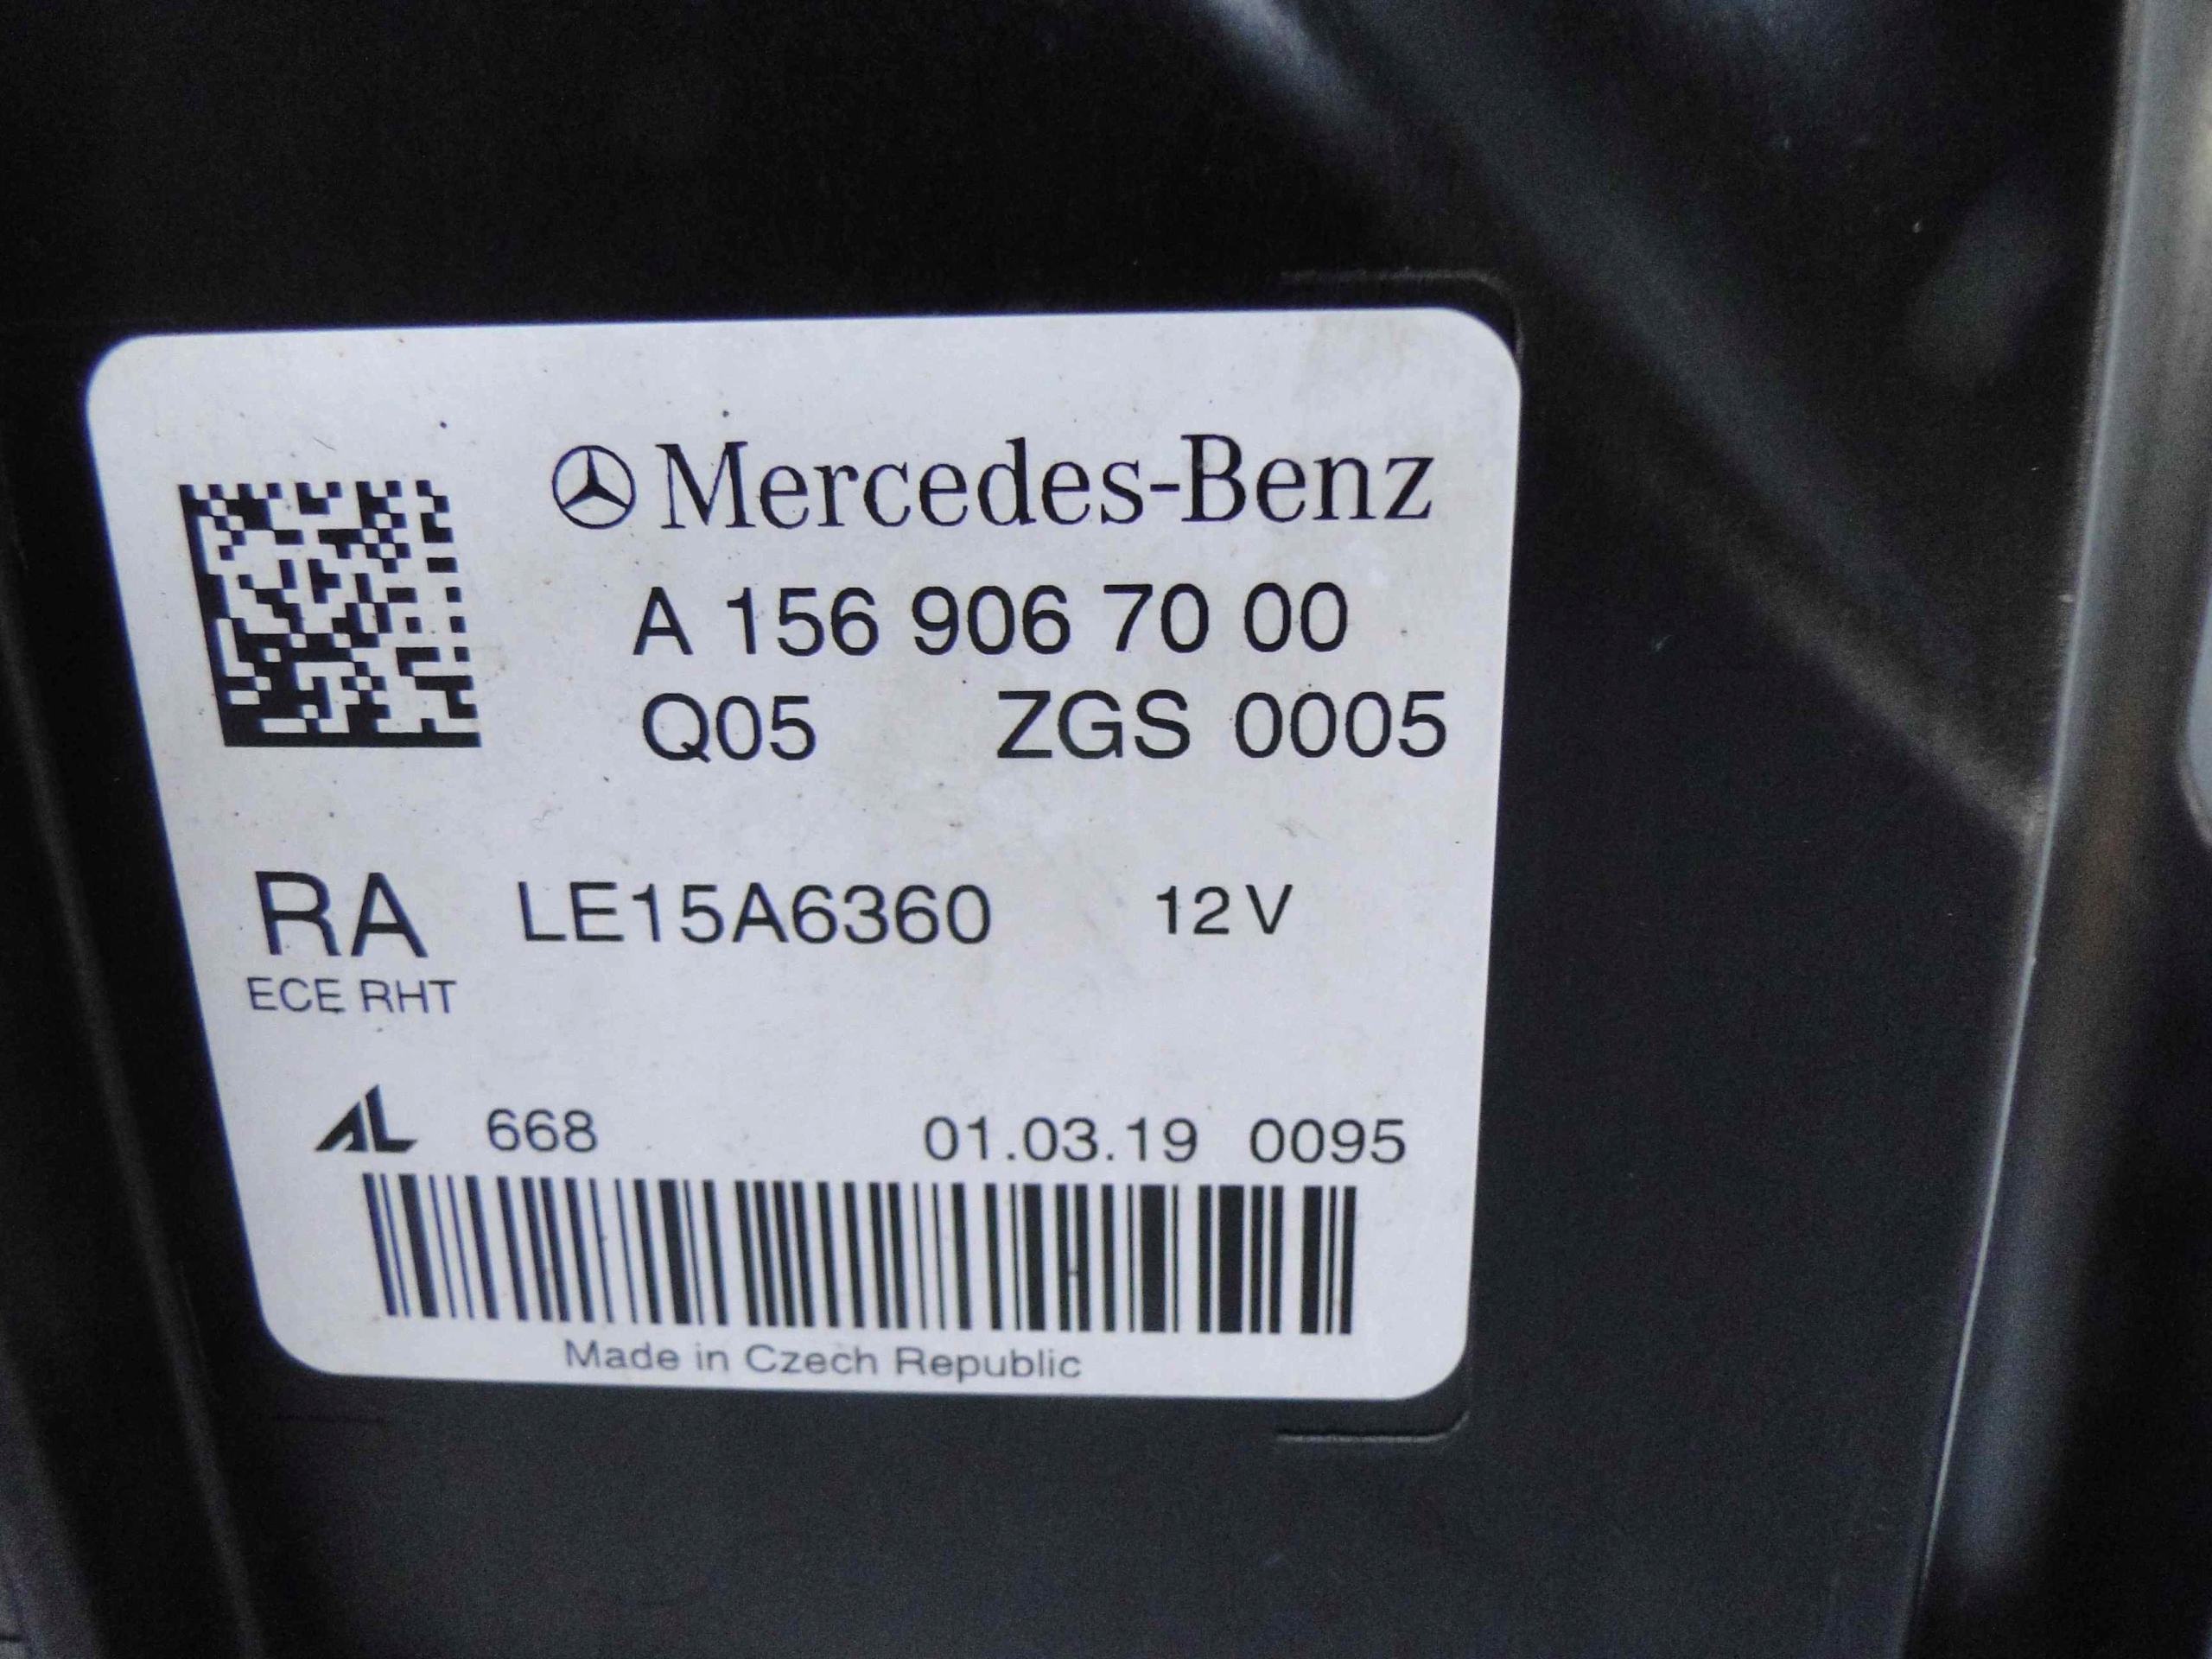 Mercedes-Benz
A 156 906 70 00
Q05 ZGS 0005
RA LE15A6360 12V
ECE RHT
AL 668 01.03.19 0095
Made in Czech Republic